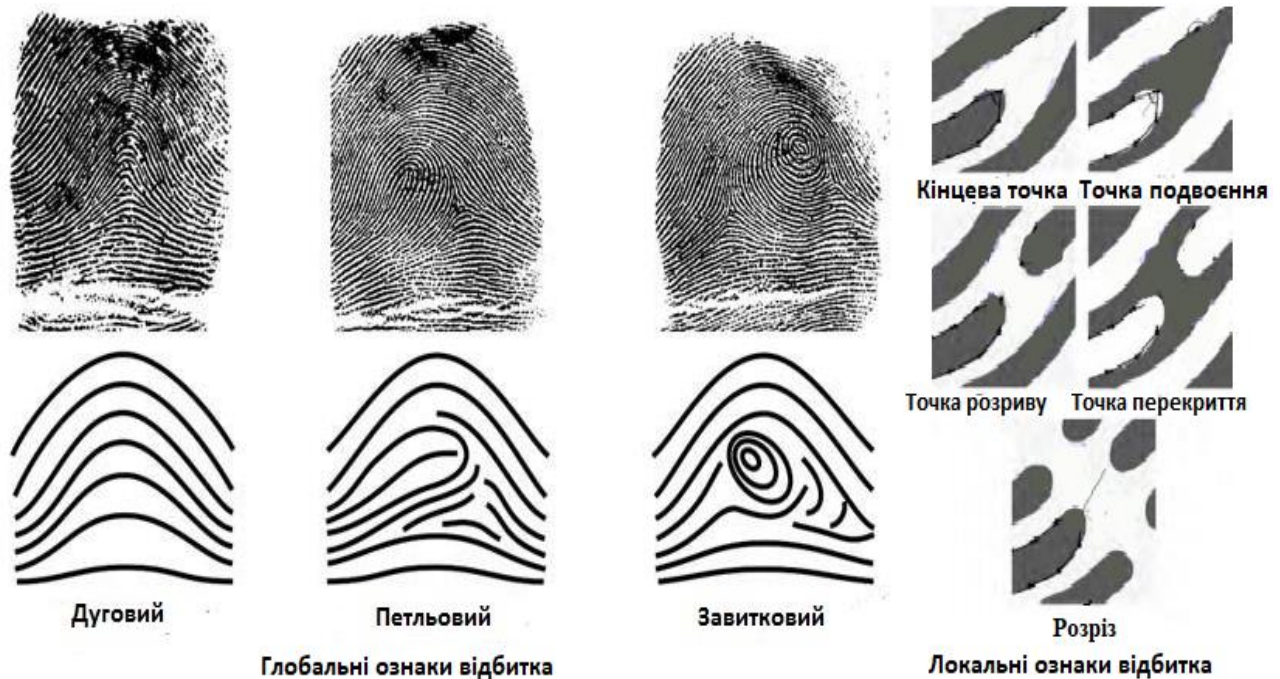 Кінцева точка Точка подвоєння
Точка розриву Точка перекриття
Дуговий Петльовий Завитковий
Розріз
Глобальні ознаки відбитка Локальні ознаки відбитка